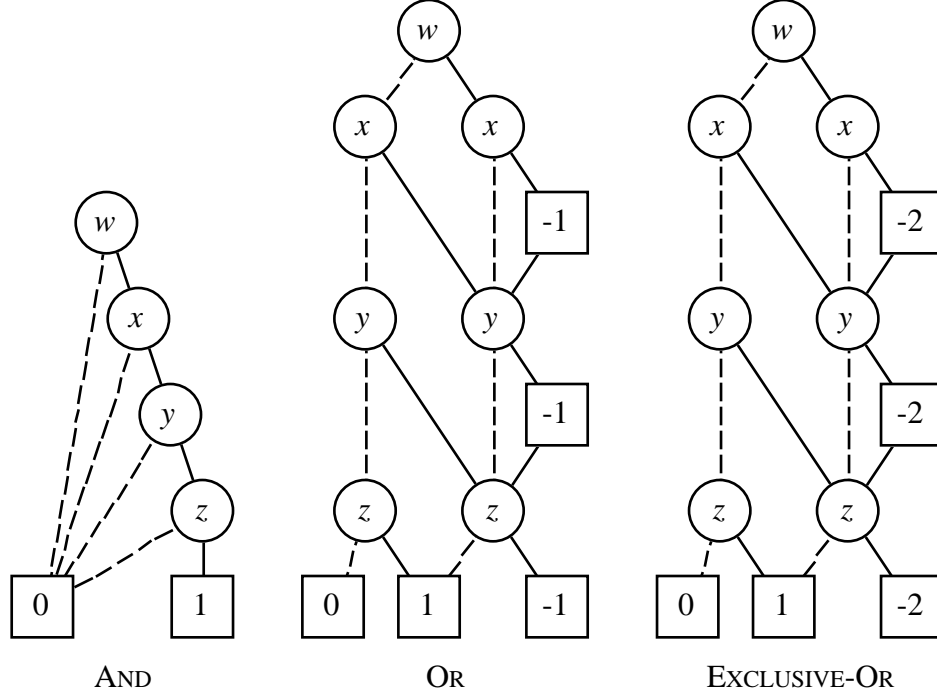 w w
x x x x
w -1 -2
x y y y y
y -1 -2
z z z z z
0 1 0 1 -1 0 1 -2
AND OR EXCLUSIVE-OR